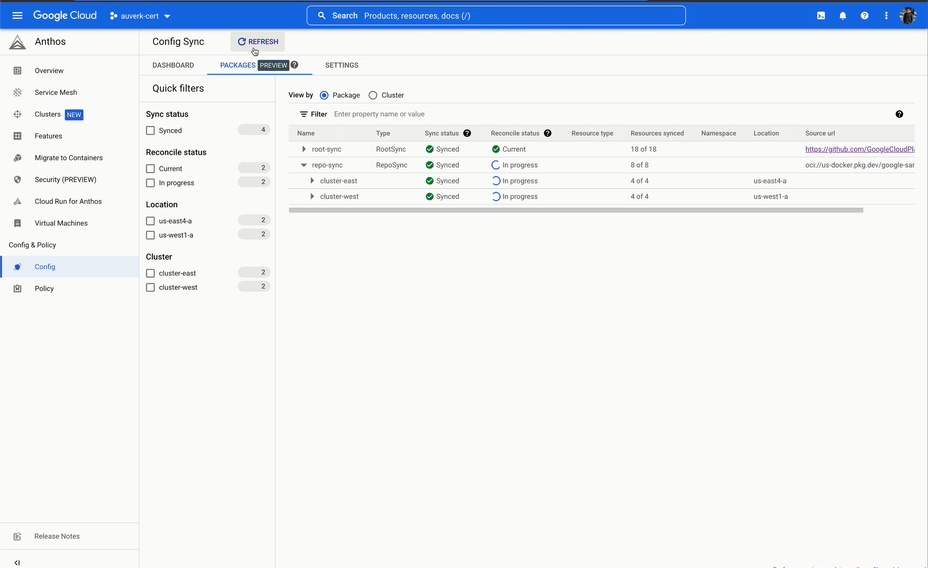 Google Cloud
auverk-cert
Search Products, resources, docs (/)
Anthos
Config Sync
REFRESH
Overview
Service Mesh
Clusters NEW
Features
Migrate to Containers
Security (PREVIEW)
Cloud Run for Anthos
Virtual Machines
Config & Policy
Config
Policy
Release Notes
DASHBOARD
PACKAGES PREVIEW
SETTINGS
Quick filters
Sync status
Synced 4
Reconcile status
Current 2
In progress 2
Location
us-east4-a 2
us-west1-a 2
Cluster
cluster-east 2
cluster-west 2
View by Package Cluster
Filter Enter property name or value
Name Type Sync status Reconcile status Resource type Resources synced Namespace Location Source url
root-sync RootSync Synced Current 18 of 18 https://github.com/GoogleCloudPl
repo-sync RepoSync Synced In progress 8 of 8 oci://us-docker.pkg.dev/google-sar
cluster-east Synced In progress 4 of 4 us-east4-a
cluster-west Synced In progress 4 of 4 us-west1-a